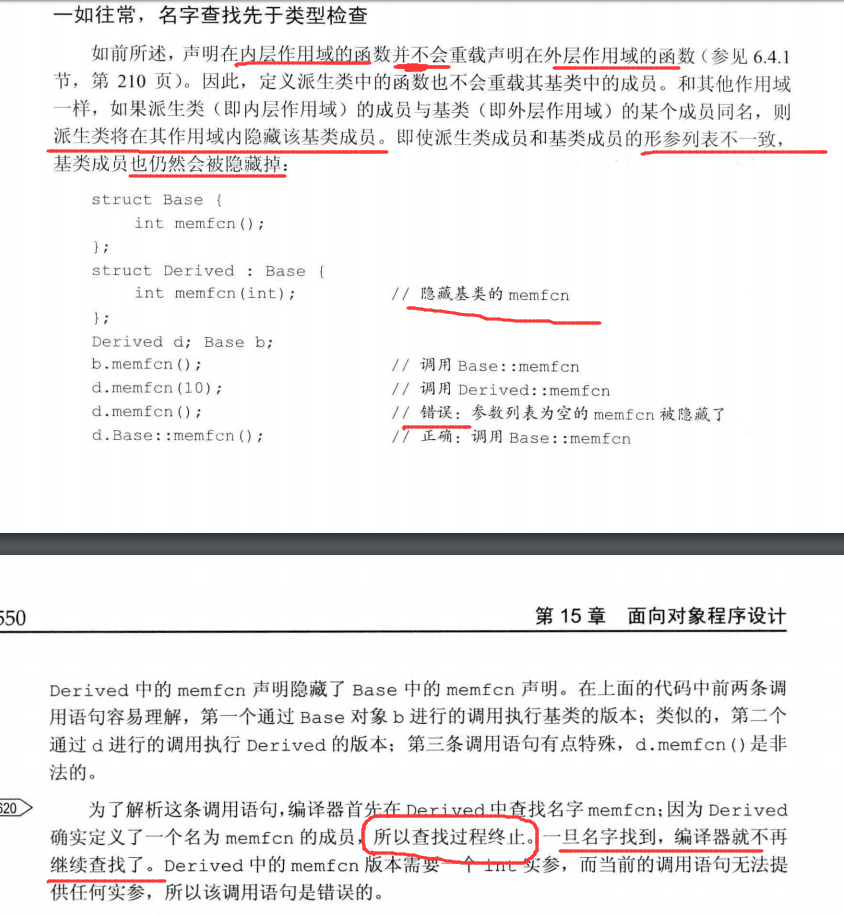 一如往常，名字查找先于类型检查
如前所述，声明在内层作用域的函数并不会重载声明在外层作用域的函数（参见 6.4.1
节，第 210 页）。因此，定义派生类中的函数也不会重载其基类中的成员。和其他作用域
一样，如果派生类（即内层作用域）的成员与基类（即外层作用域）的某个成员同名，则
派生类将在其作用域内隐藏该基类成员。即使派生类成员和基类成员的形参列表不一致，
基类成员也仍然会被隐藏掉：
struct Base {
int memfcn();
};
struct Derived : Base {
int memfcn(int); // 隐藏基类的 memfcn
};
Derived d; Base b;
b.memfcn(); // 调用 Base::memfcn
d.memfcn(10); // 调用 Derived::memfcn
d.memfcn(); // 错误：参数列表为空的 memfcn 被隐藏了
d.Base::memfcn(); // 正确：调用 Base::memfcn
550 第 15 章 面向对象程序设计
Derived 中的 memfcn 声明隐藏了 Base 中的 memfcn 声明。在上面的代码中前两条调
用语句容易理解，第一个通过 Base 对象 b 进行的调用执行基类的版本；类似的，第二个
通过 d 进行的调用执行 Derived 的版本；第三条调用语句有点特殊，d.memfcn()是非
法的。
620 为了解析这条调用语句,编译器首先在 Derived 中查找名字 memfcn;因为 Derived
确实定义了一个名为 memfcn 的成员，所以查找过程终止。一旦名字找到，编译器就不再
继续查找了。Derived 中的 memfcn 版本需要一个 int 实参，而当前的调用语句无法提
供任何实参，所以该调用语句是错误的。